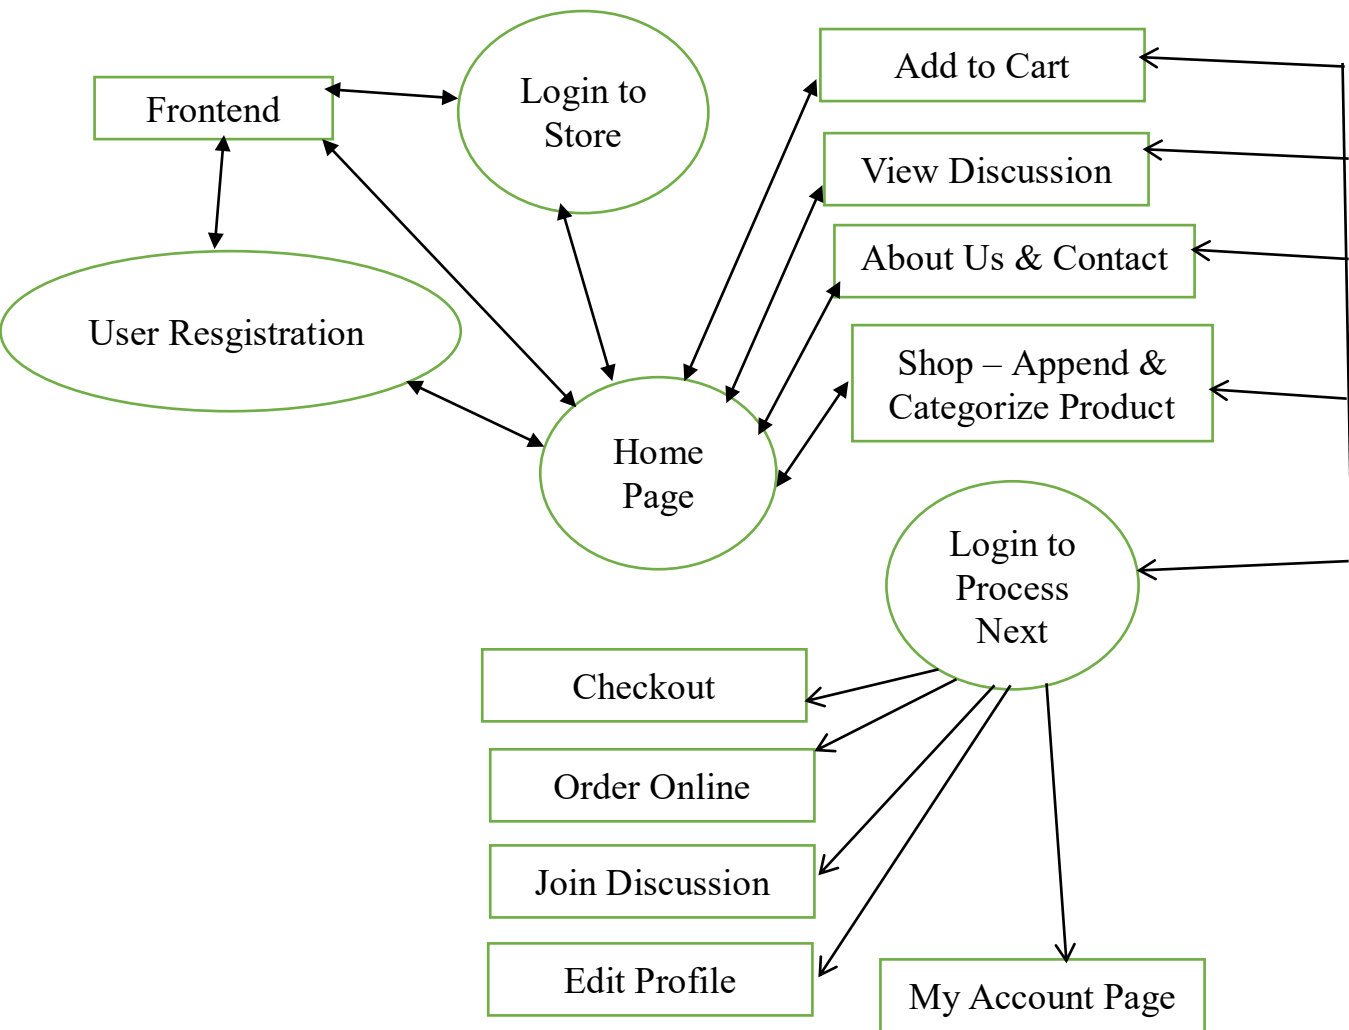 Frontend
Login to
Store
User Resgistration
Home
Page
Add to Cart
View Discussion
About Us & Contact
Shop – Append &
Categorize Product
Login to
Process
Next
Checkout
Order Online
Join Discussion
Edit Profile
My Account Page